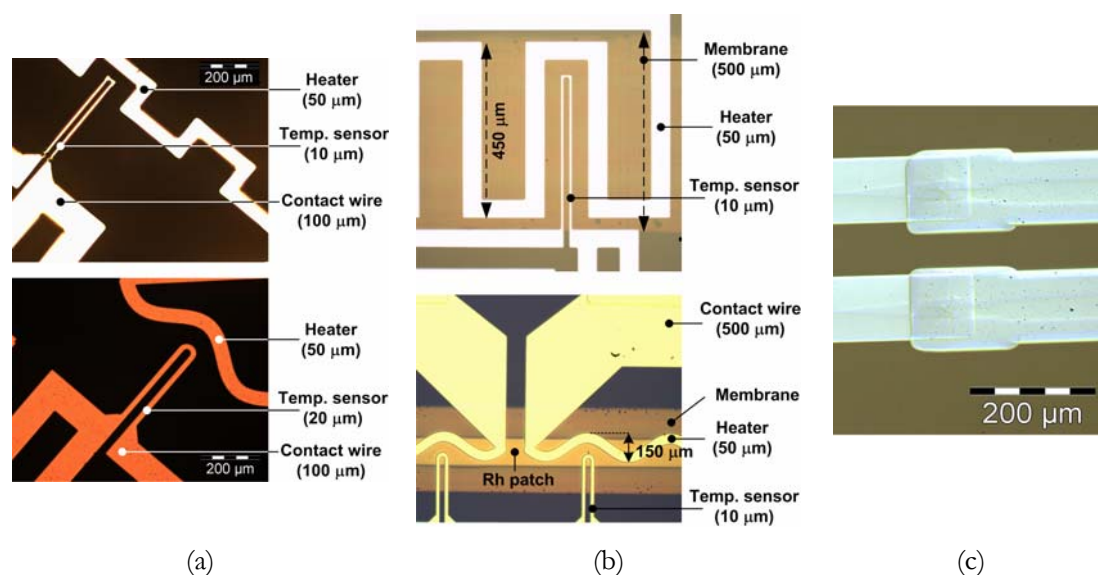 200 µm
Heater
(50 µm)
Temp. sensor
(10 µm)
Contact wire
(100 µm)
Heater
(50 µm)
Temp. sensor
(20 µm)
Contact wire
(100 µm)
200 µm
(a)
450 µm
Membrane
(500 µm)
Heater
(50 µm)
Temp. sensor
(10 µm)
Contact wire
(500 µm)
Membrane
Heater
(50 µm)
150 µm
Rh patch
Temp. sensor
(10 µm)
(b)
200 µm
(c)